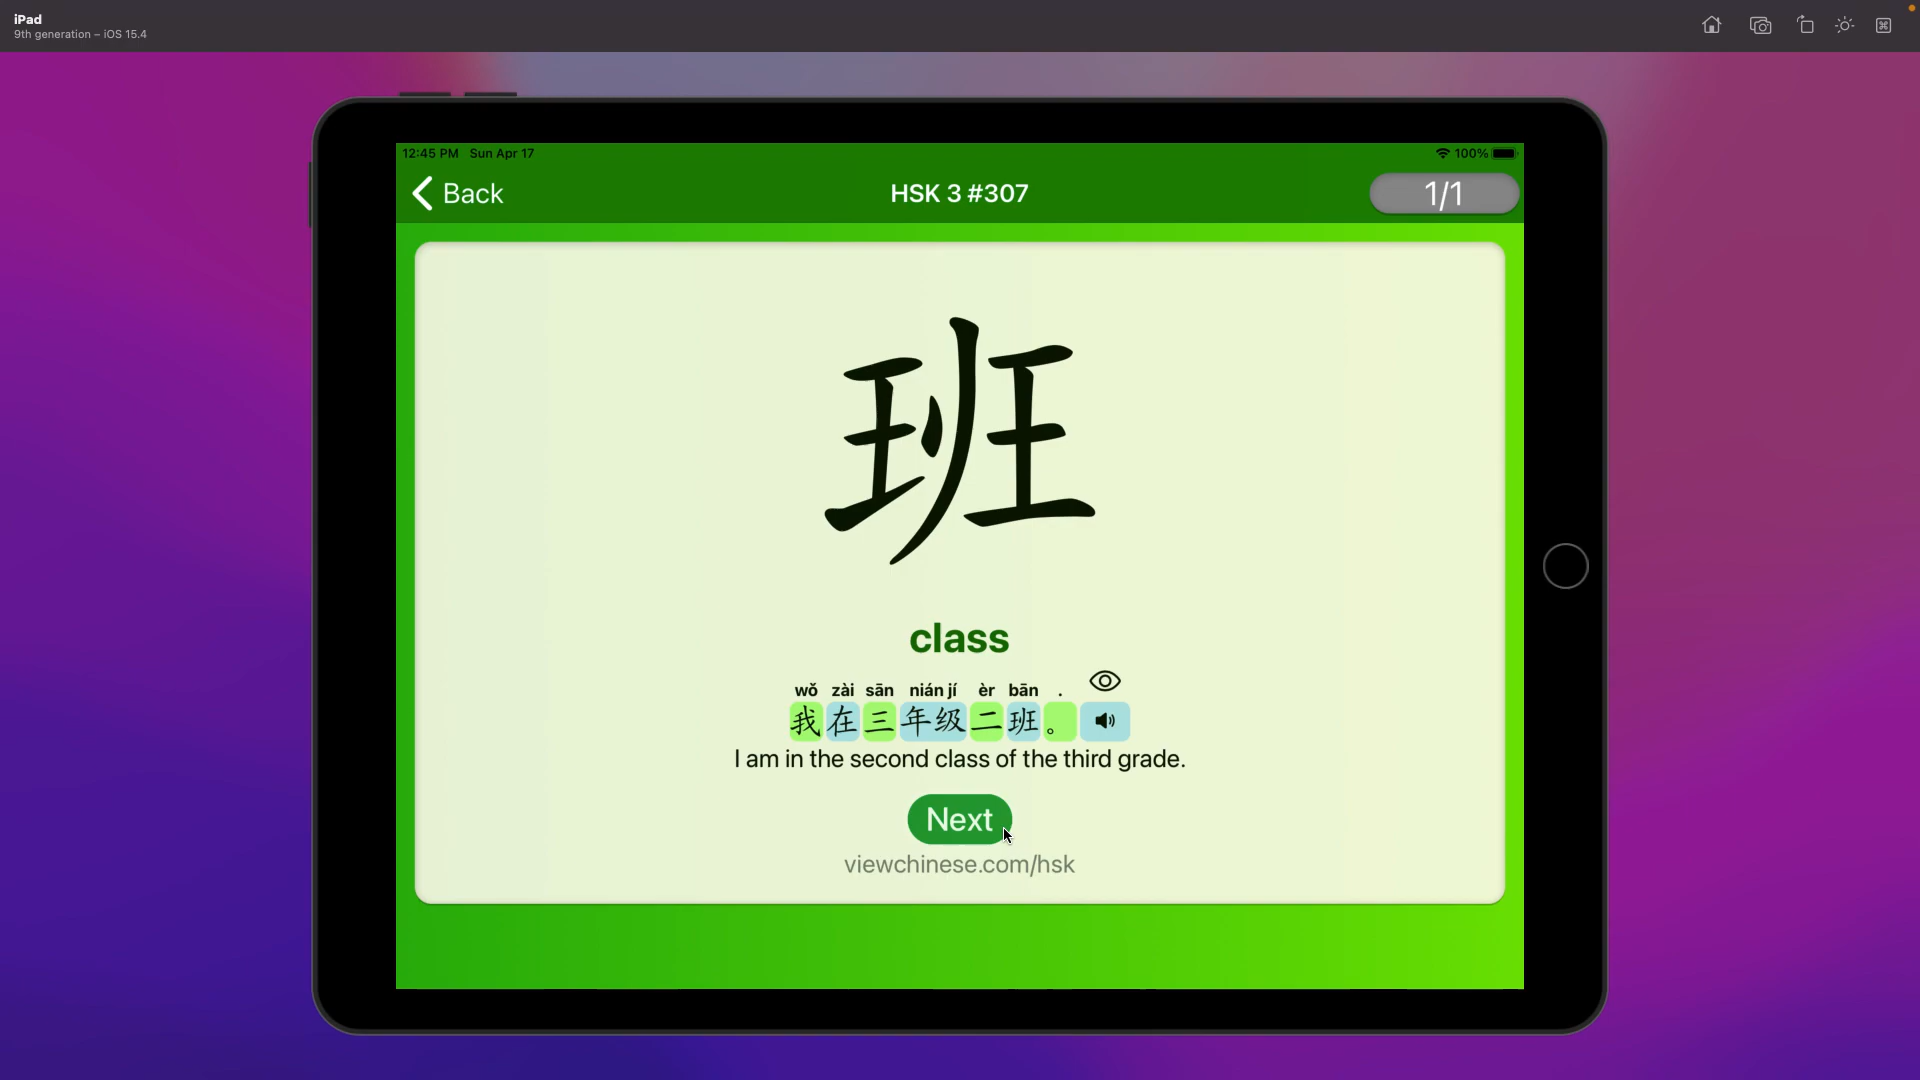 iPad
9th generation – iOS 15.4
12:45 PM Sun Apr 17
100%
Back
HSK 3 #307
1/1
班
class
wǒ zài sān nián jí èr bān .
我在三年级二班。
I am in the second class of the third grade.
Next
viewchinese.com/hsk